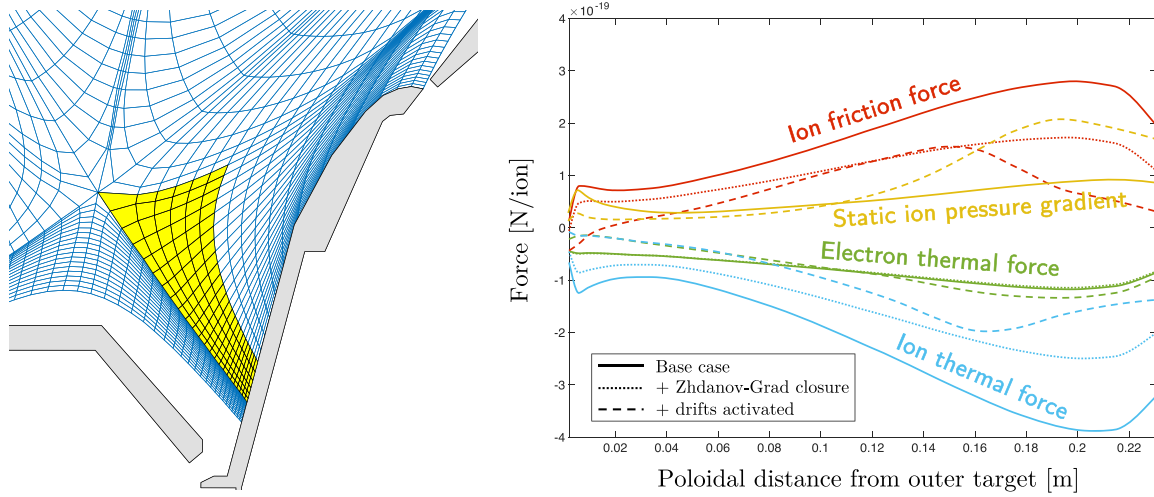 ×10⁻¹⁹
4
3
2
1
0
-1
-2
-3
-4
Force [N/ion]
Ion friction force
Static ion pressure gradient
Electron thermal force
Ion thermal force
Base case
+ Zhdanov-Grad closure
+ drifts activated
0.02 0.04 0.06 0.08 0.1 0.12 0.14 0.16 0.18 0.2 0.22
Poloidal distance from outer target [m]